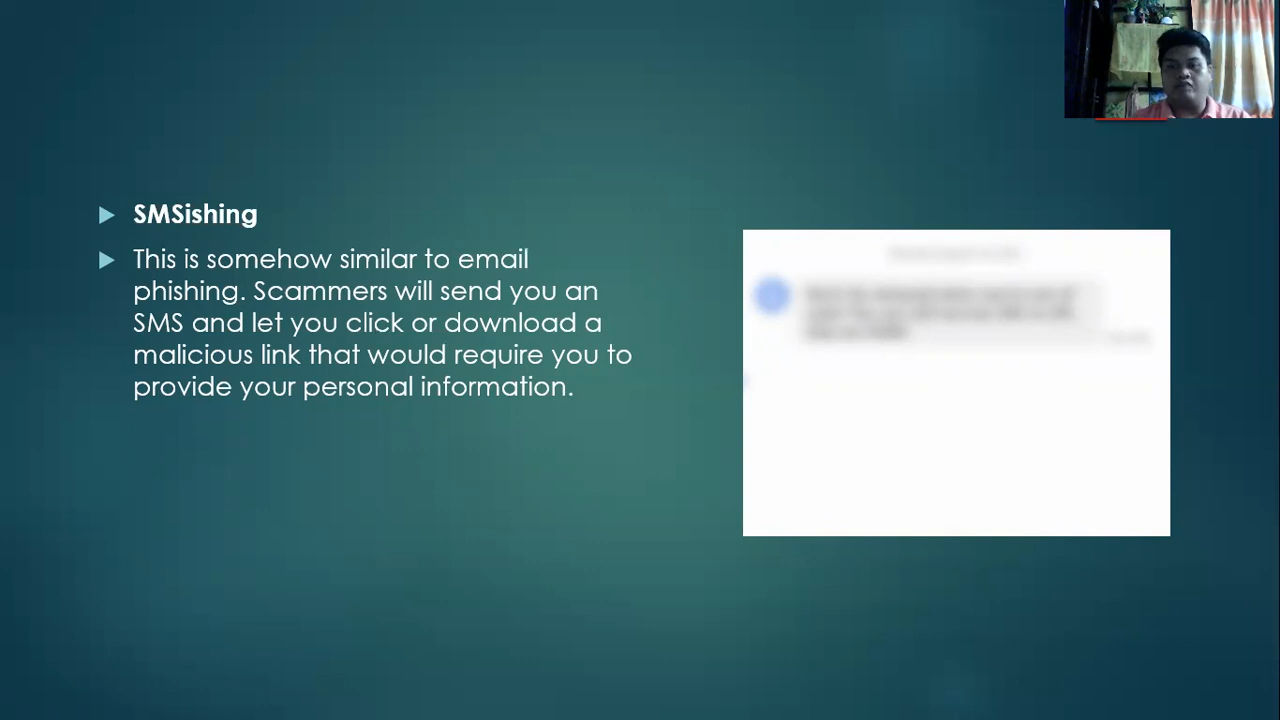 SMSishing
This is somehow similar to email
phishing. Scammers will send you an
SMS and let you click or download a
malicious link that would require you to
provide your personal information.